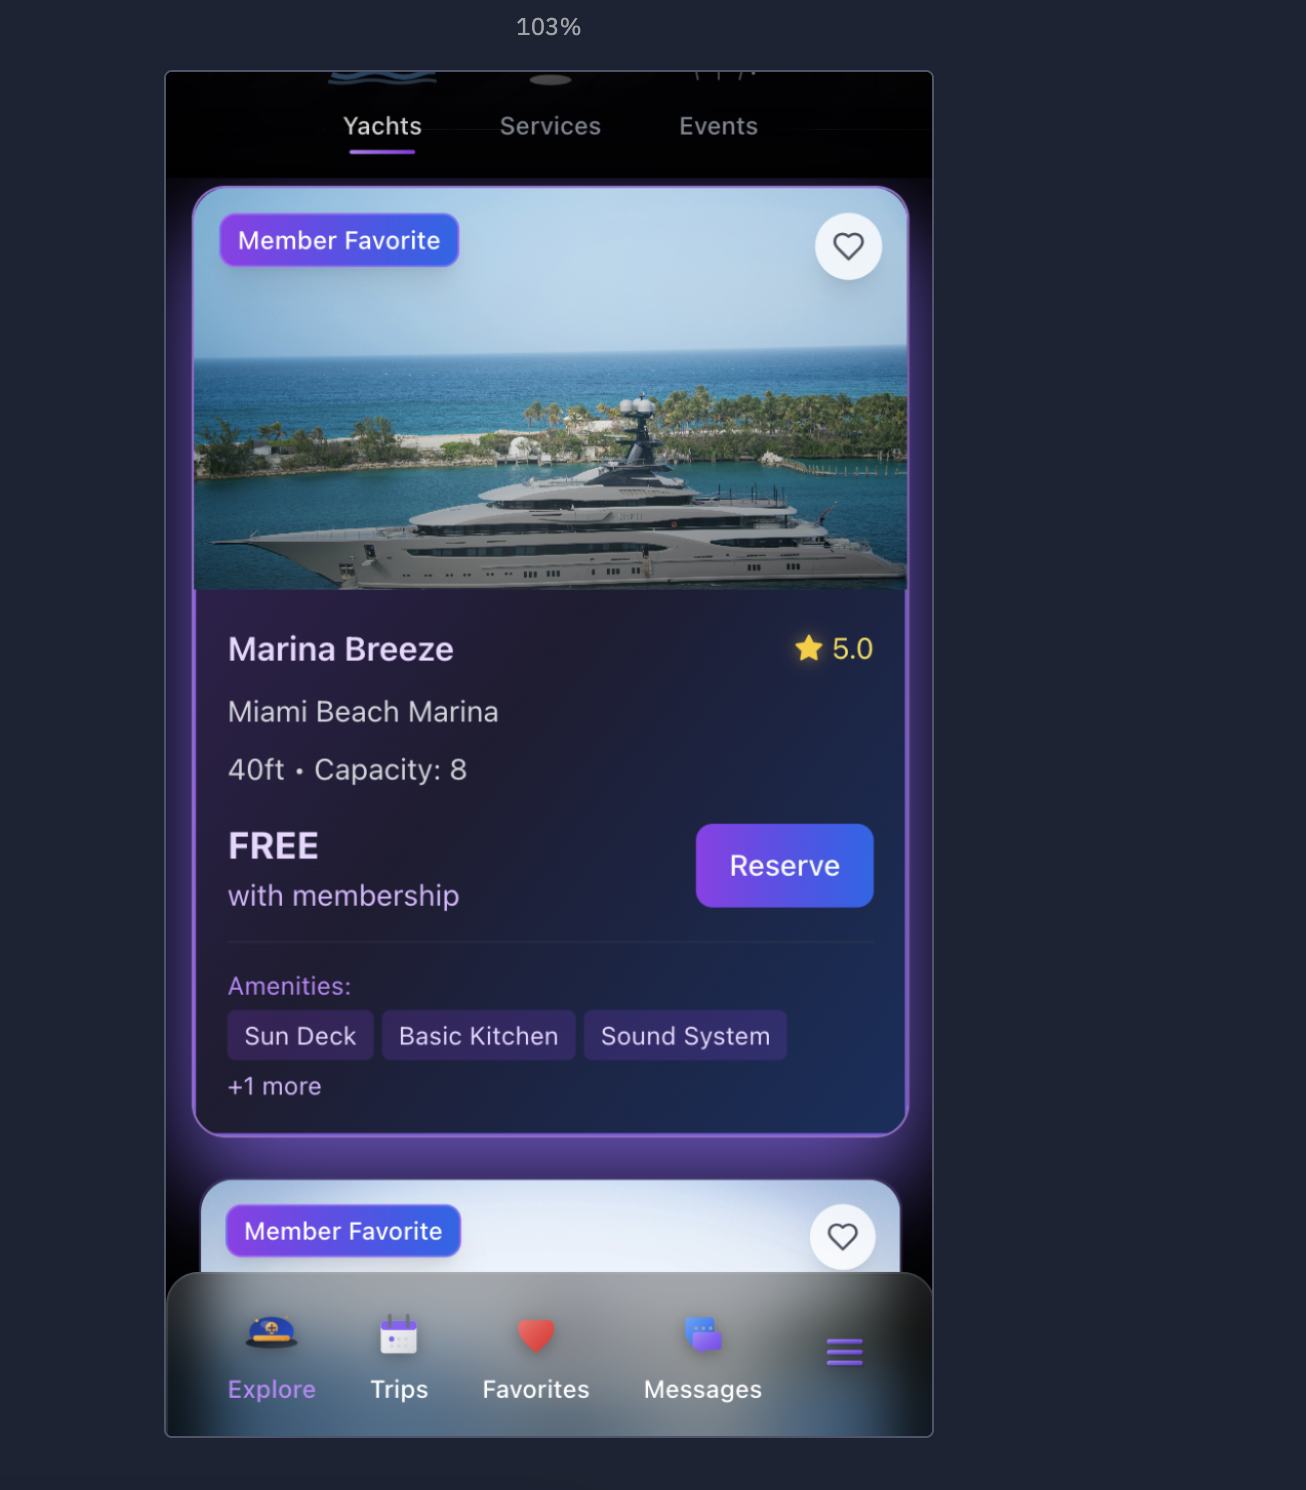 103%
Yachts Services Events
Member Favorite
Marina Breeze 5.0
Miami Beach Marina
40ft • Capacity: 8
FREE
with membership
Reserve
Amenities:
Sun Deck Basic Kitchen Sound System
+1 more
Member Favorite
Explore Trips Favorites Messages